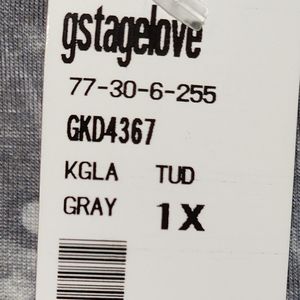 gstagelove
77-30-6-255
GKD4367
KGLA TUD
GRAY 1X